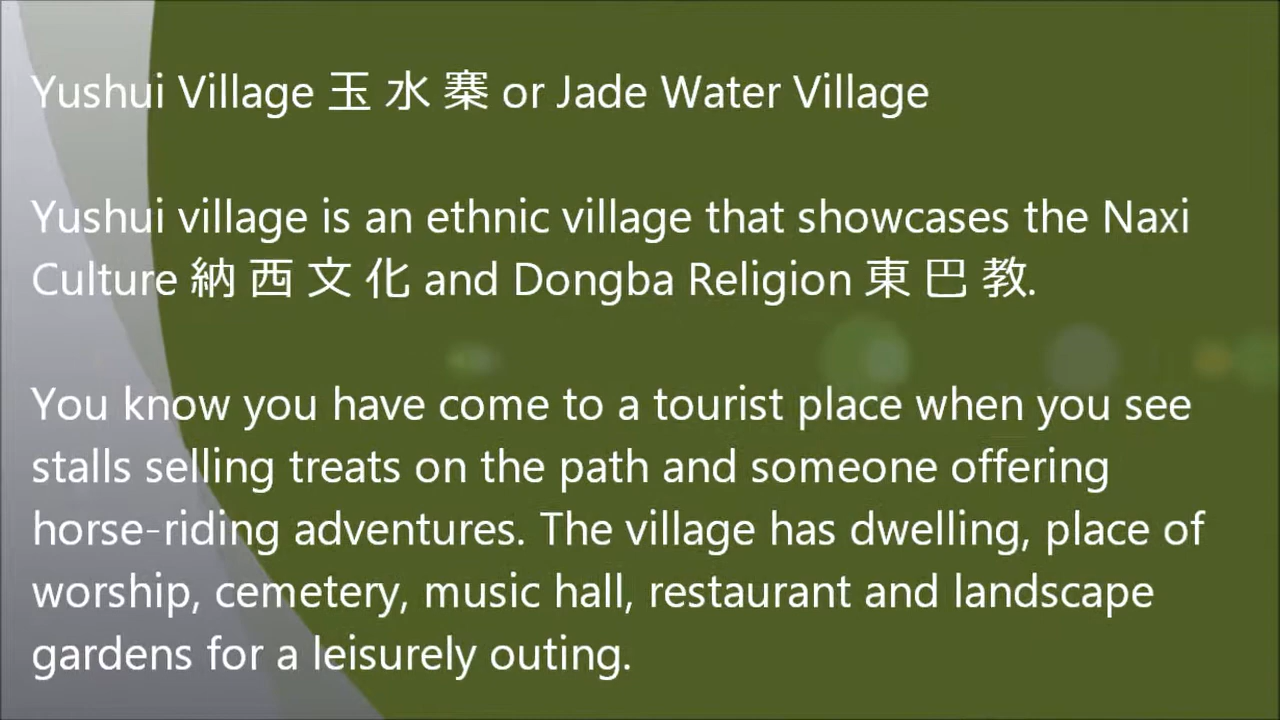 Yushui Village 玉 水 寨 or Jade Water Village
Yushui village is an ethnic village that showcases the Naxi
Culture 納 西 文 化 and Dongba Religion 東 巴 教.
You know you have come to a tourist place when you see
stalls selling treats on the path and someone offering
horse-riding adventures. The village has dwelling, place of
worship, cemetery, music hall, restaurant and landscape
gardens for a leisurely outing.